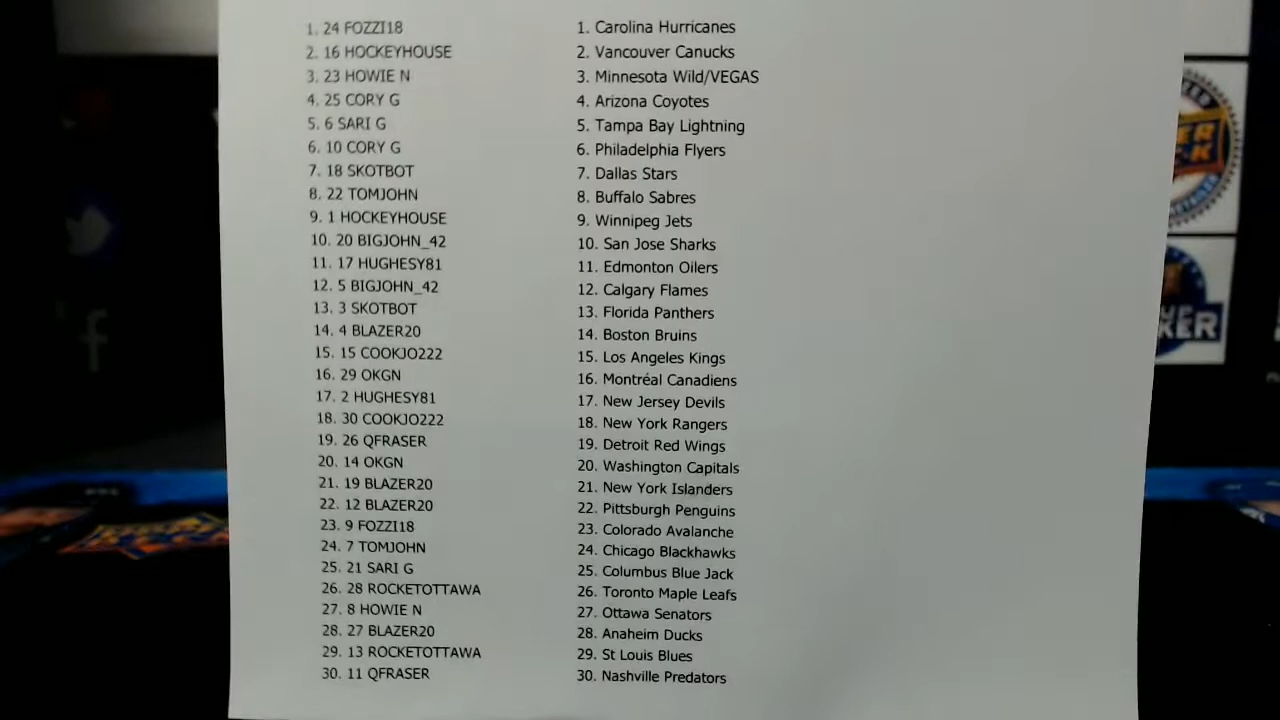 1. 24 FOZZI18 1. Carolina Hurricanes
2. 16 HOCKEYHOUSE 2. Vancouver Canucks
3. 23 HOWIE N 3. Minnesota Wild/VEGAS
4. 25 CORY G 4. Arizona Coyotes
5. 6 SARI G 5. Tampa Bay Lightning
6. 10 CORY G 6. Philadelphia Flyers
7. 18 SKOTBOT 7. Dallas Stars
8. 22 TOMJOHN 8. Buffalo Sabres
9. 1 HOCKEYHOUSE 9. Winnipeg Jets
10. 20 BIGJOHN_42 10. San Jose Sharks
11. 17 HUGHESY81 11. Edmonton Oilers
12. 5 BIGJOHN_42 12. Calgary Flames
13. 3 SKOTBOT 13. Florida Panthers
14. 4 BLAZER20 14. Boston Bruins
15. 15 COOKJO222 15. Los Angeles Kings
16. 29 OKGN 16. Montréal Canadiens
17. 2 HUGHESY81 17. New Jersey Devils
18. 30 COOKJO222 18. New York Rangers
19. 26 QFRASER 19. Detroit Red Wings
20. 14 OKGN 20. Washington Capitals
21. 19 BLAZER20 21. New York Islanders
22. 12 BLAZER20 22. Pittsburgh Penguins
23. 9 FOZZI18 23. Colorado Avalanche
24. 7 TOMJOHN 24. Chicago Blackhawks
25. 21 SARI G 25. Columbus Blue Jack
26. 28 ROCKETOTTAWA 26. Toronto Maple Leafs
27. 8 HOWIE N 27. Ottawa Senators
28. 27 BLAZER20 28. Anaheim Ducks
29. 13 ROCKETOTTAWA 29. St Louis Blues
30. 11 QFRASER 30. Nashville Predators